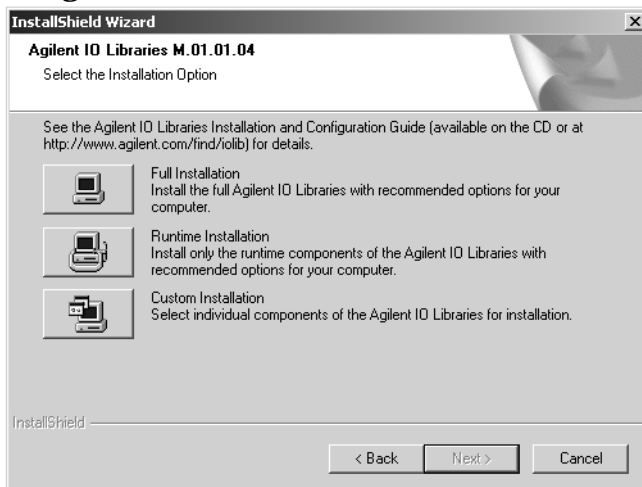 InstallShield Wizard
Agilent IO Libraries M.01.01.04
Select the Installation Option
See the Agilent IO Libraries Installation and Configuration Guide (available on the CD or at
http://www.agilent.com/find/iolib) for details.
Full Installation
Install the full Agilent IO Libraries with recommended options for your
computer.
Runtime Installation
Install only the runtime components of the Agilent IO Libraries with
recommended options for your computer.
Custom Installation
Select individual components of the Agilent IO Libraries for installation.
InstallShield
< Back Next > Cancel